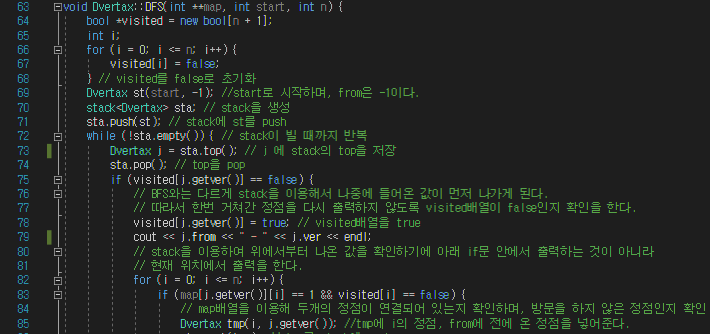 63 void Dvertax::DFS(int **map, int start, int n) {
64 bool *visited = new bool[n + 1];
65 int i;
66 for (i = 0; i <= n; i++) {
67 visited[i] = false;
68 } // visited를 false로 초기화
69 Dvertax st(start, -1); //start로 시작하며, from은 -1이다.
70 stack<Dvertax> sta; // stack을 생성
71 sta.push(st); // stack에 st를 push
72 while (!sta.empty()) { // stack이 빌 때까지 반복
73 Dvertax j = sta.top(); // j 에 stack의 top을 저장
74 sta.pop(); // top을 pop
75 if (visited[j.getver()] == false) {
76 // BFS와는 다르게 stack을 이용해서 나중에 들어온 값이 먼저 나가게 된다.
77 // 따라서 한번 거쳐간 정점을 다시 출력하지 않도록 visited배열이 false인지 확인을 한다.
78 visited[j.getver()] = true; // visited배열을 true
79 cout << j.from << " - " << j.ver << endl;
80 // stack을 이용하여 위에서부터 나온 값을 확인하기에 아래 if문 안에서 출력하는 것이 아니라
81 // 현재 위치에서 출력을 한다.
82 for (i = 0; i <= n; i++) {
83 if (map[j.getver()][i] == 1 && visited[i] == false) {
84 // map배열을 이용해 두개의 정점이 연결되어 있는지 확인하며, 방문을 하지 않은 정점인지 확인
85 Dvertax tmp(i, j.getver()); //tmp에 i의 정점, from에 전에 온 정점을 넣어준다.